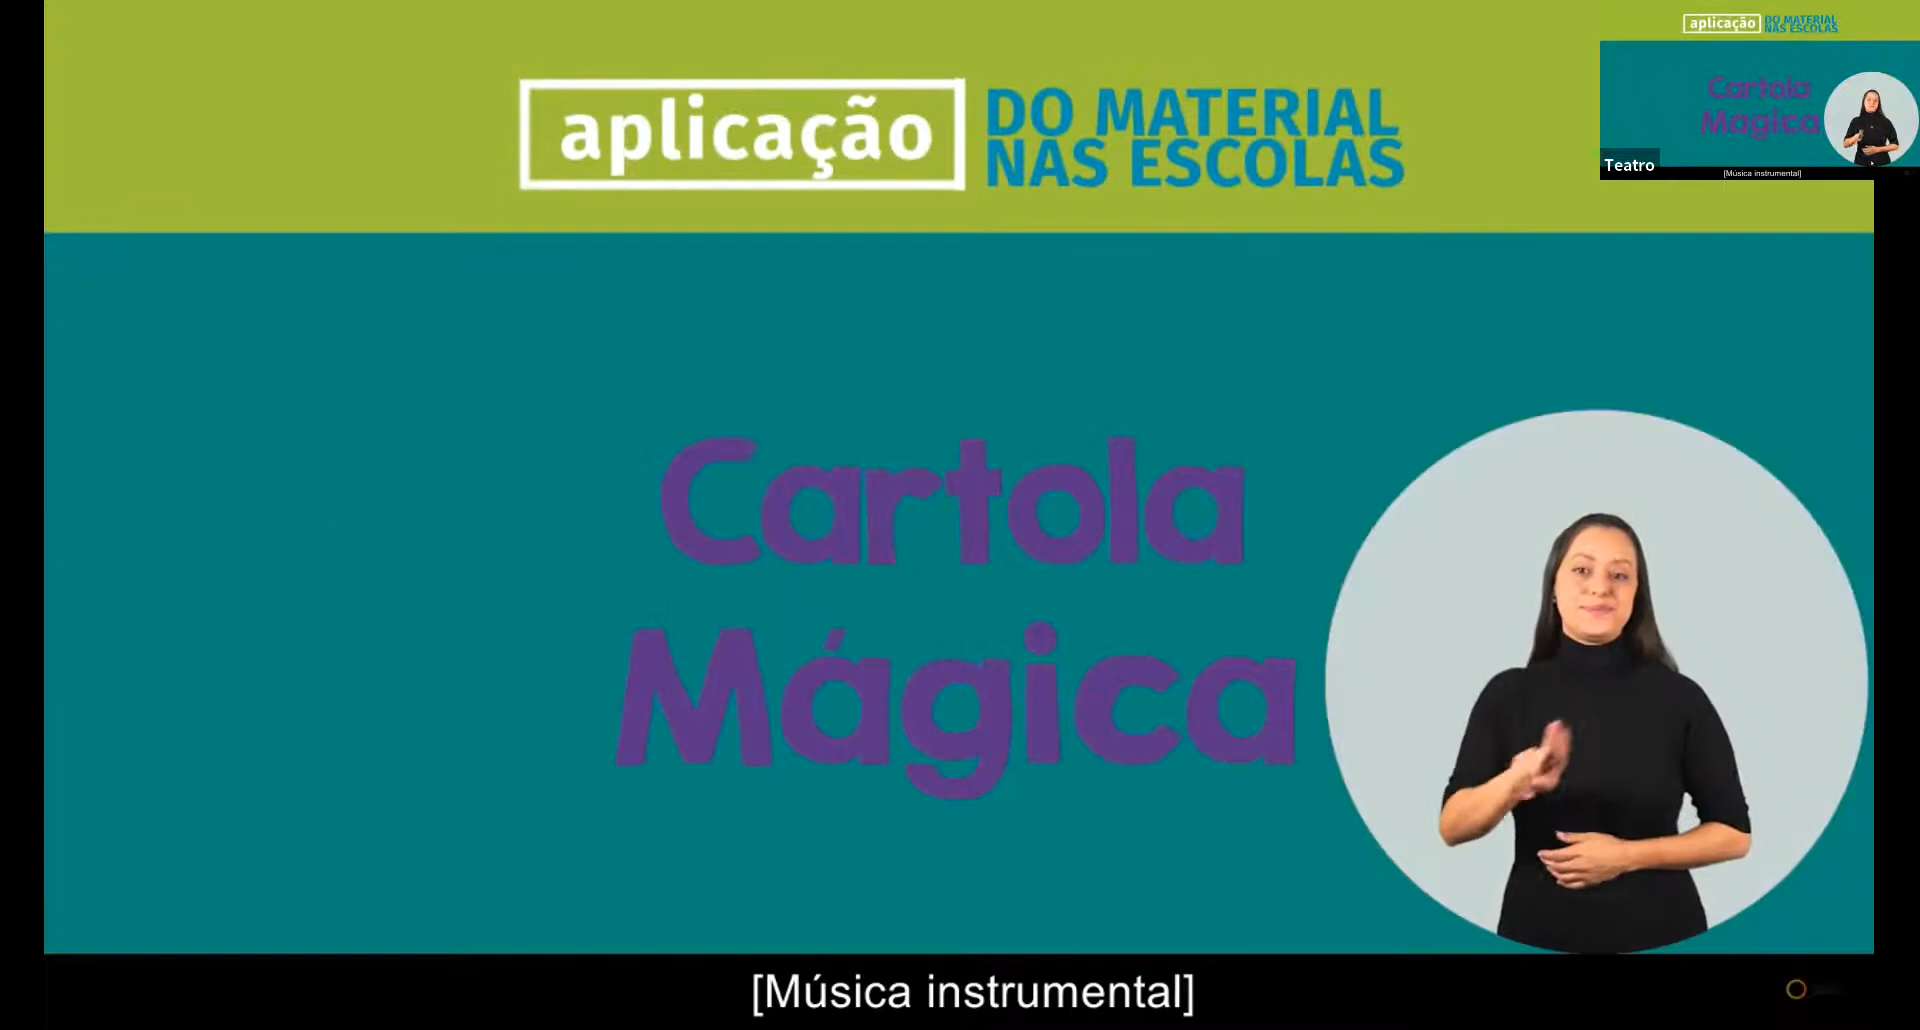 aplicação
DO MATERIAL
NAS ESCOLAS
Cartola
Mágica
[Música instrumental]
aplicação
DO MATERIAL
NAS ESCOLAS
Cartola
Mágica
Teatro
[Música instrumental]